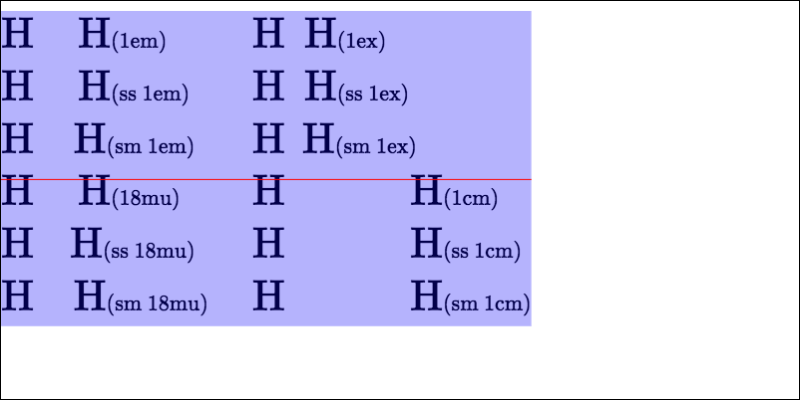 H H(1em) H H(1ex)
H H(ss 1em) H H(ss 1ex)
H H(sm 1em) H H(sm 1ex)
H H(18mu) H H(1cm)
H H(ss 18mu) H H(ss 1cm)
H H(sm 18mu) H H(sm 1cm)